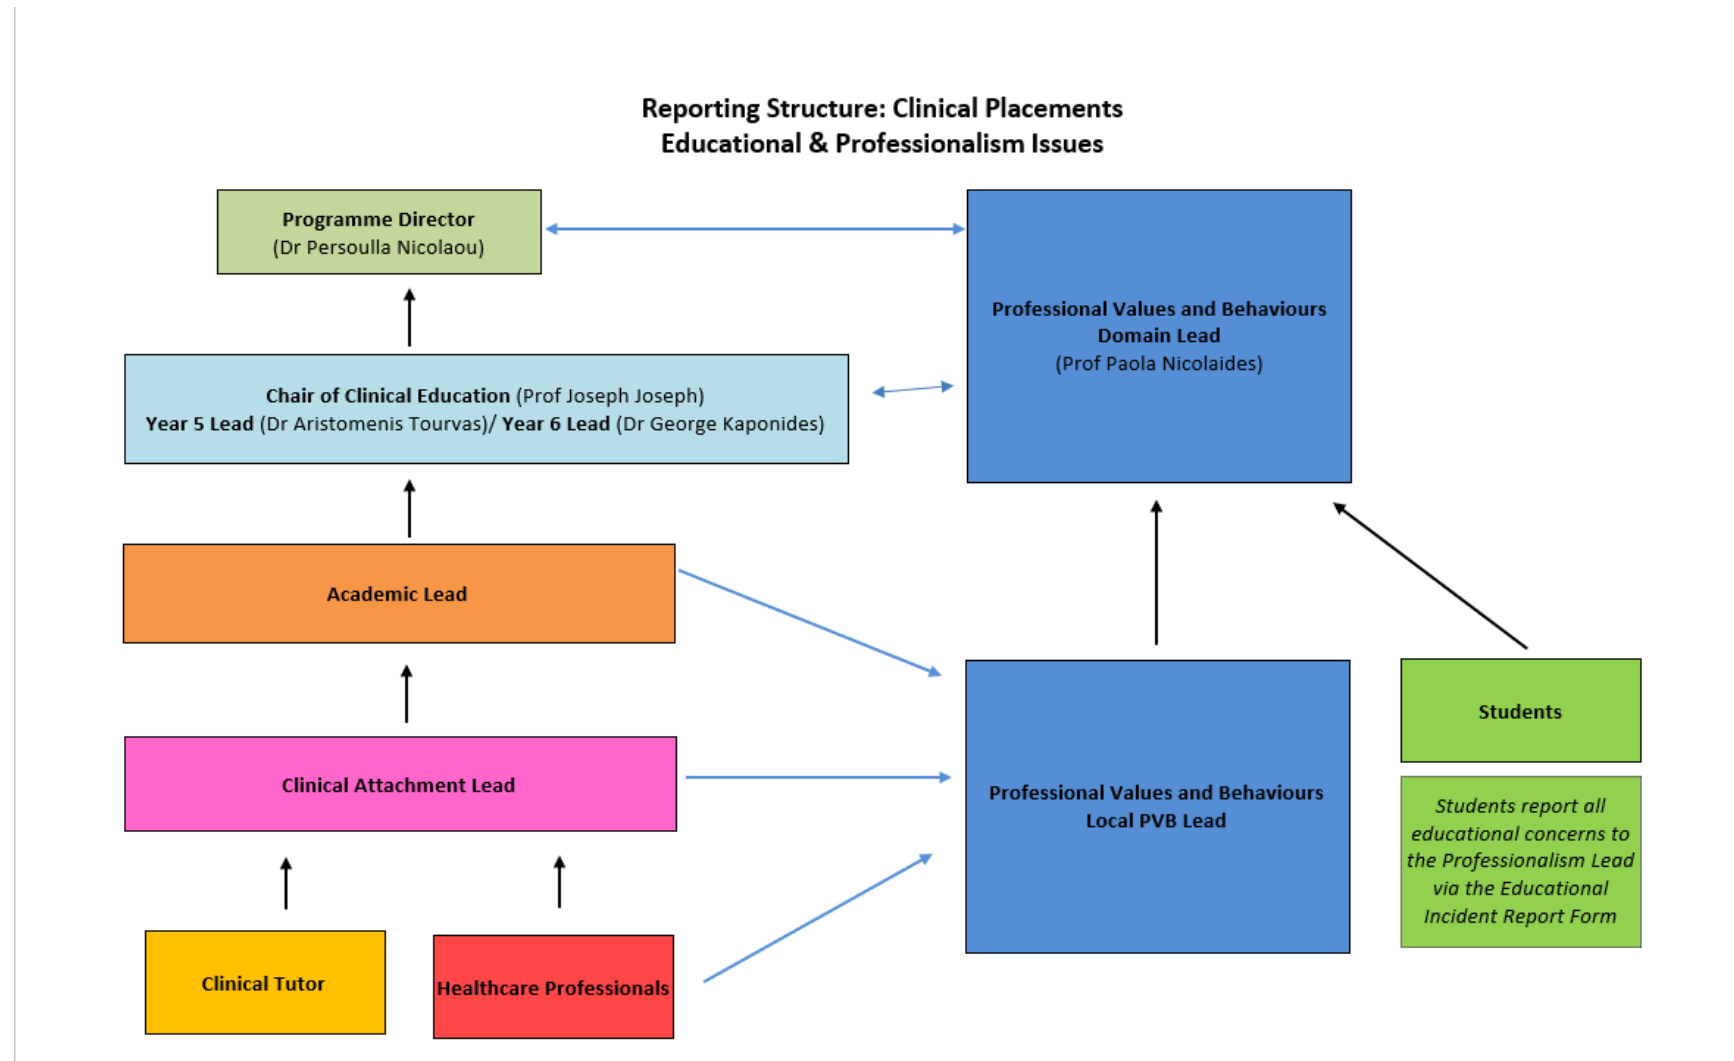 Reporting Structure: Clinical Placements
Educational & Professionalism Issues
Programme Director
(Dr Persoulla Nicolaou)
Professional Values and Behaviours
Domain Lead
(Prof Paola Nicolaides)
Chair of Clinical Education (Prof Joseph Joseph)
Year 5 Lead (Dr Aristomenis Tourvas)/ Year 6 Lead (Dr George Kaponides)
Academic Lead
Clinical Attachment Lead
Professional Values and Behaviours
Local PVB Lead
Students
Students report all
educational concerns to
the Professionalism Lead
via the Educational
Incident Report Form
Clinical Tutor
Healthcare Professionals